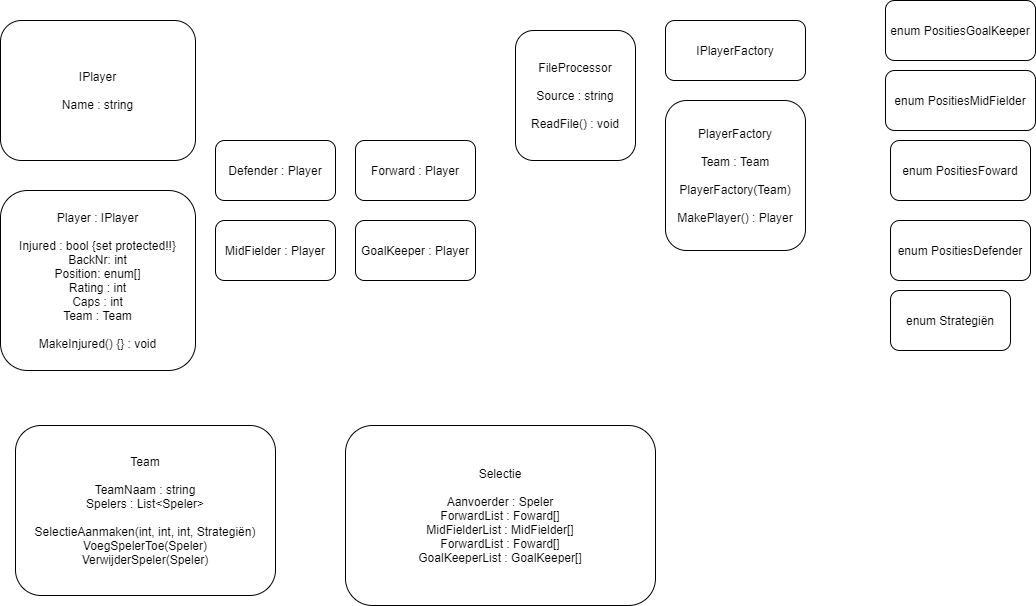 IPlayer
Name : string
Player : IPlayer
Injured : bool {set protected!!}
BackNr: int
Position: enum[]
Rating : int
Caps : int
Team : Team
MakeInjured() {} : void
Defender : Player
Forward : Player
MidFielder : Player
GoalKeeper : Player
FileProcessor
Source : string
ReadFile() : void
IPlayerFactory
PlayerFactory
Team : Team
PlayerFactory(Team)
MakePlayer() : Player
enum PositiesGoalKeeper
enum PositiesMidFielder
enum PositiesFoward
enum PositiesDefender
enum Strategiën
Team
TeamNaam : string
Spelers : List<Speler>
SelectieAanmaken(int, int, int, Strategiën)
VoegSpelerToe(Speler)
VerwijderSpeler(Speler)
Selectie
Aanvoerder : Speler
ForwardList : Foward[]
MidFielderList : MidFielder[]
ForwardList : Foward[]
GoalKeeperList : GoalKeeper[]